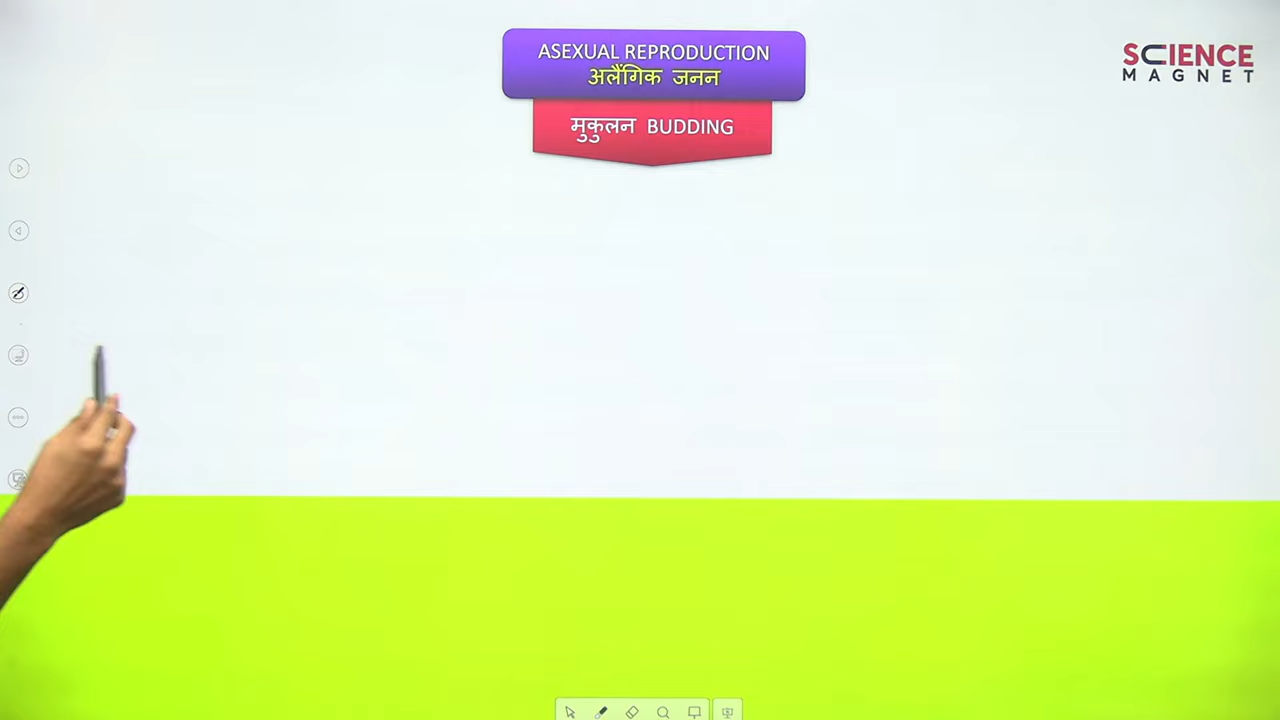 ASEXUAL REPRODUCTION
अलैंगिक जनन
मुकुलन BUDDING
SCIENCE
MAGNET